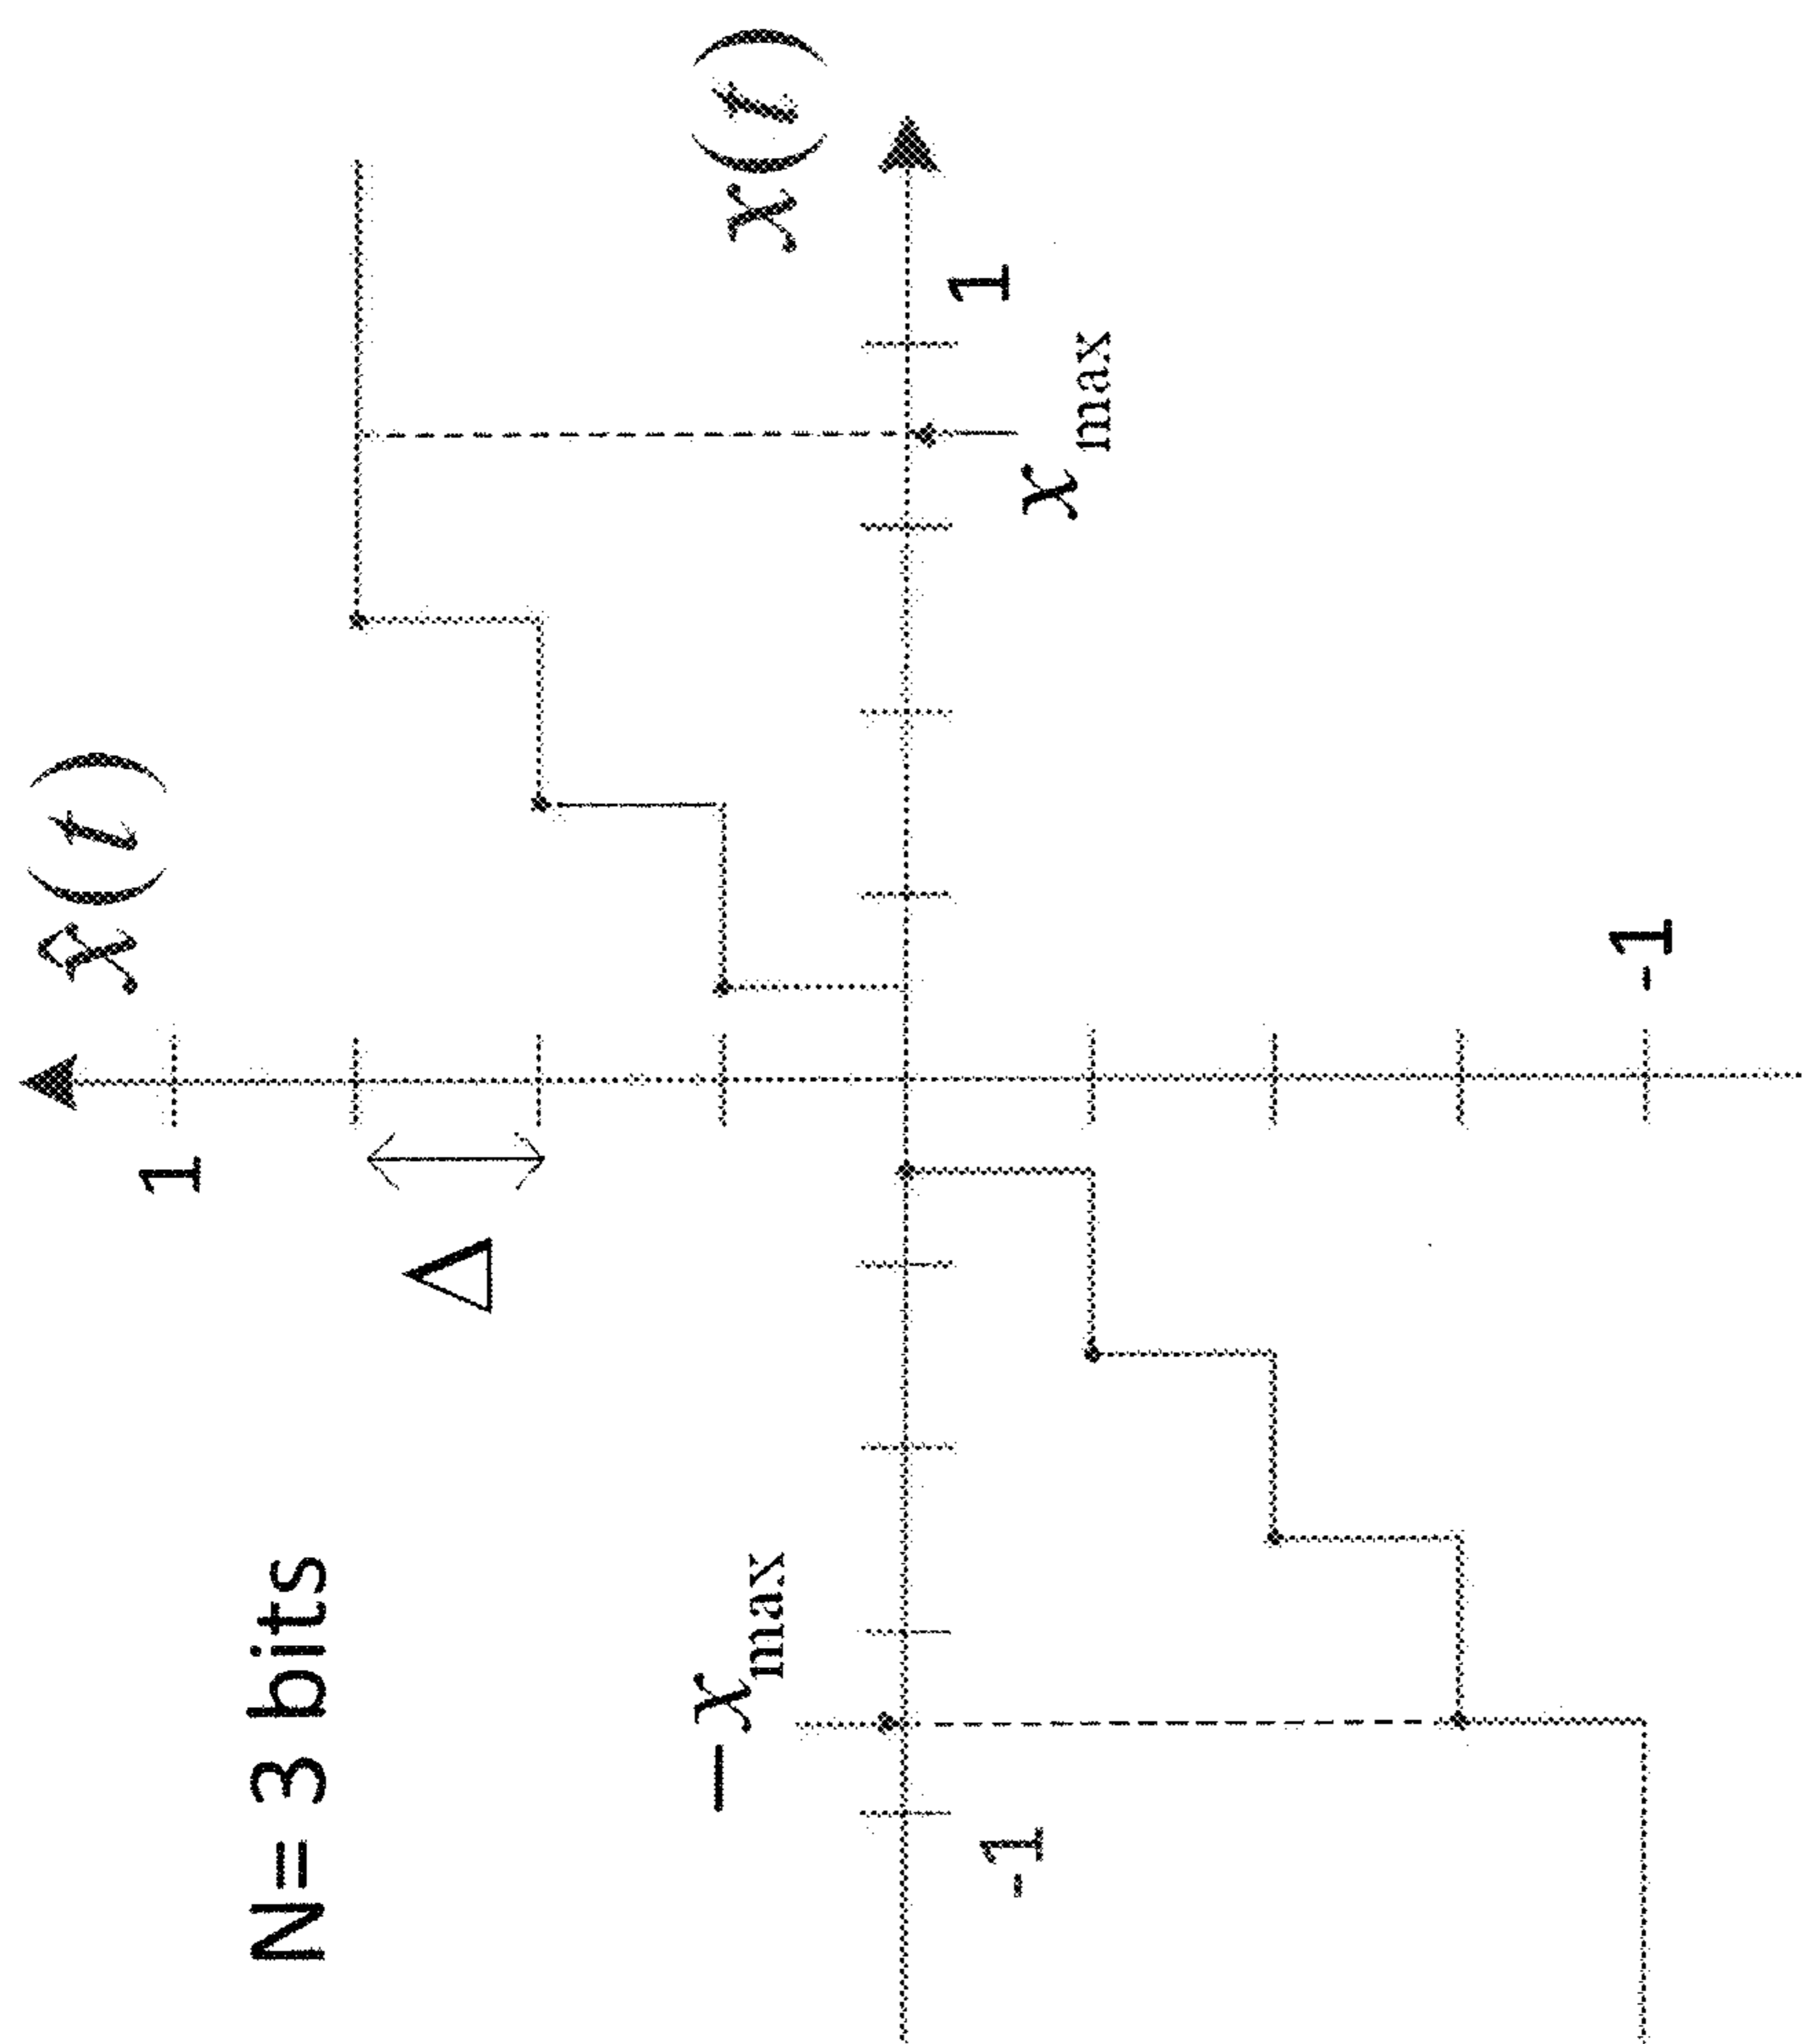 x̂(t)
1
N= 3 bits
Δ
−x_max
x(t)
1
-1
x_max
-1